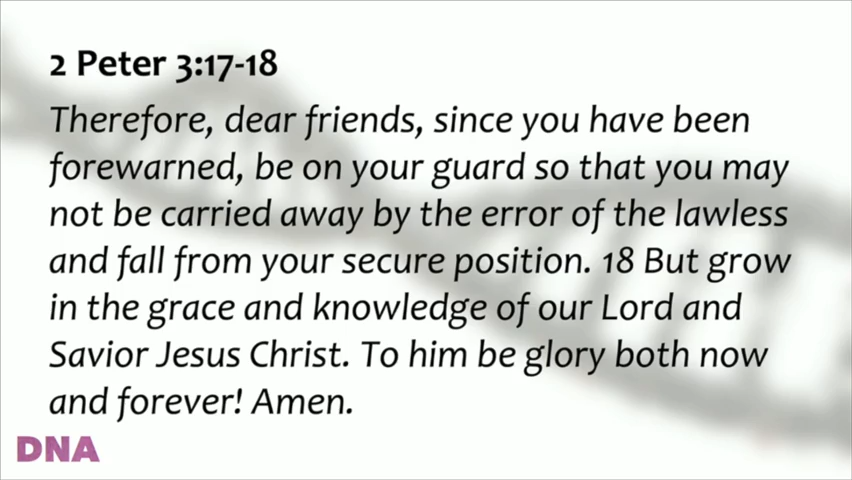 2 Peter 3:17-18
Therefore, dear friends, since you have been
forewarned, be on your guard so that you may
not be carried away by the error of the lawless
and fall from your secure position. 18 But grow
in the grace and knowledge of our Lord and
Savior Jesus Christ. To him be glory both now
and forever! Amen.
DNA